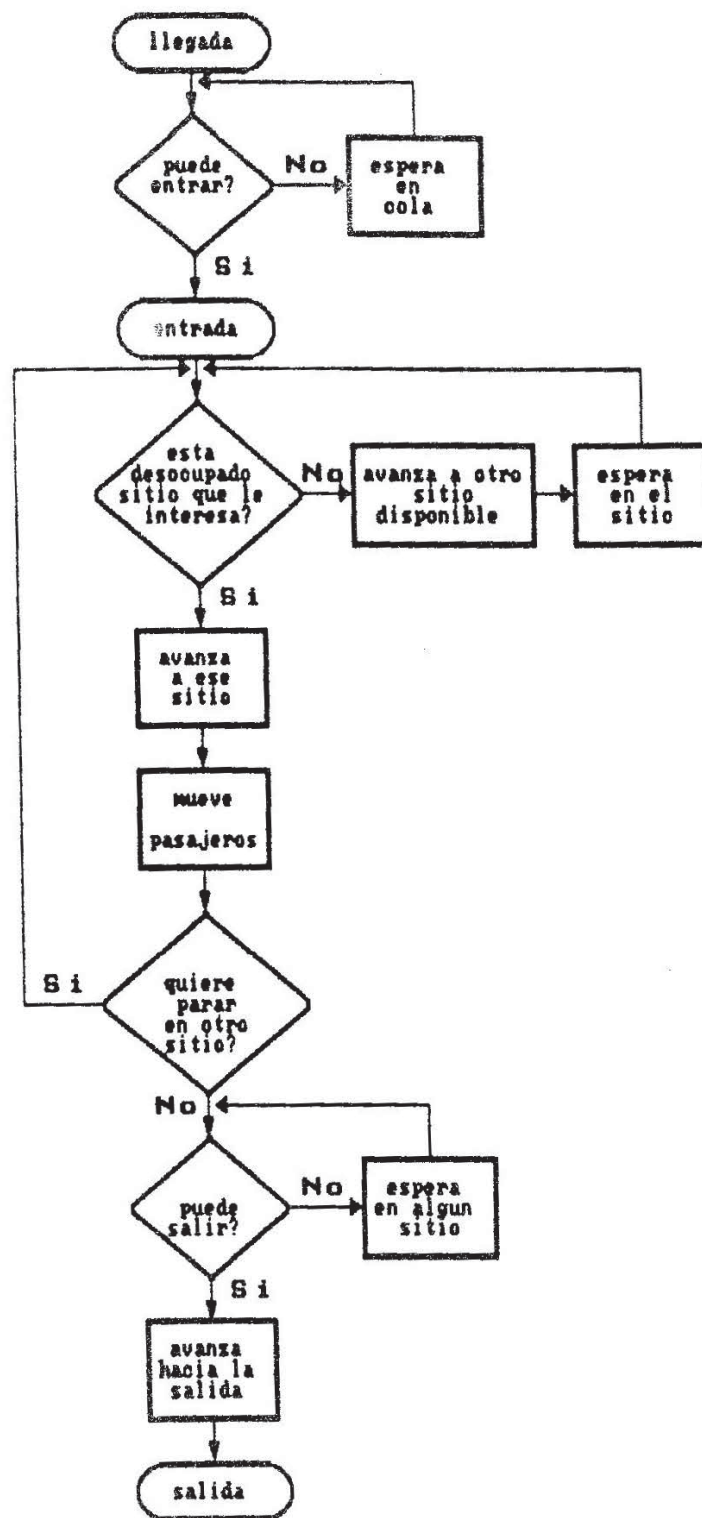 llegada
puede
entrar?
No
espera
en
cola
Si
entrada
esta
desocupado
sitio que le
interesa?
No
avanza a otro
sitio
disponible
espera
en el
sitio
Si
avanza
a ese
sitio
mueve
pasajeros
Si
quiere
parar
en otro
sitio?
No
puede
salir?
No
espera
en algun
sitio
Si
avanza
hacia la
salida
salida